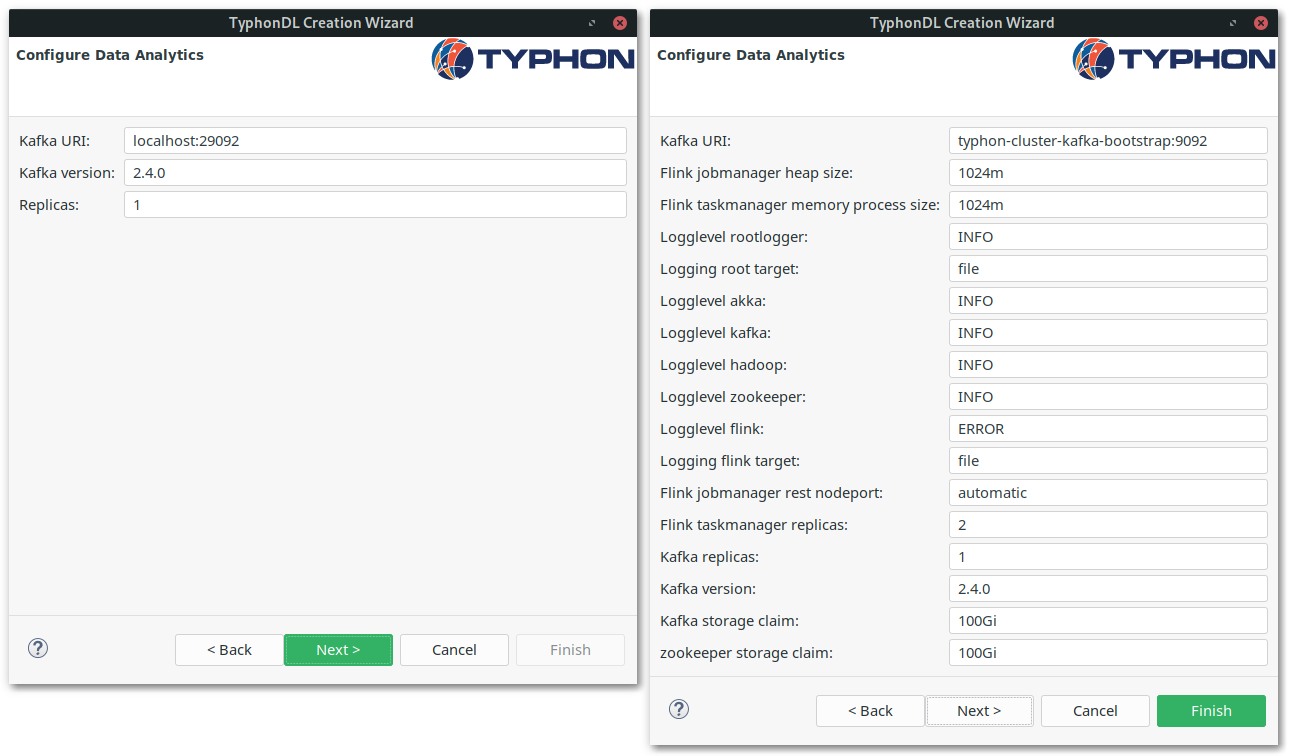 TyphonDL Creation Wizard
Configure Data Analytics
TYPHON
Kafka URI: localhost:29092
Kafka version: 2.4.0
Replicas: 1
?
< Back Next > Cancel Finish
TyphonDL Creation Wizard
Configure Data Analytics
TYPHON
Kafka URI: typhon-cluster-kafka-bootstrap:9092
Flink jobmanager heap size: 1024m
Flink taskmanager memory process size: 1024m
Logglevel rootlogger: INFO
Logging root target: file
Logglevel akka: INFO
Logglevel kafka: INFO
Logglevel hadoop: INFO
Logglevel zookeeper: INFO
Logglevel flink: ERROR
Logging flink target: file
Flink jobmanager rest nodeport: automatic
Flink taskmanager replicas: 2
Kafka replicas: 1
Kafka version: 2.4.0
Kafka storage claim: 100Gi
zookeeper storage claim: 100Gi
?
< Back Next > Cancel Finish